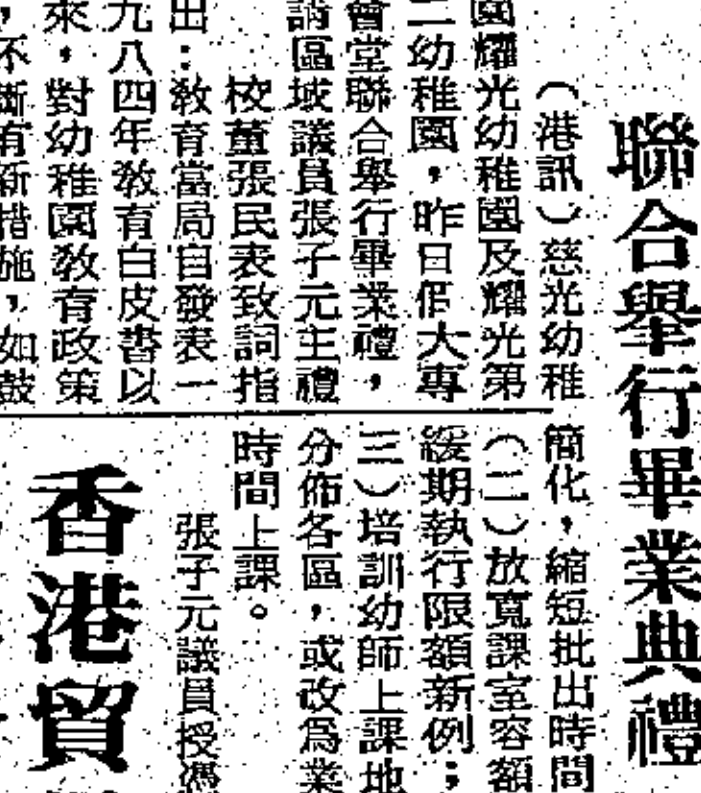 聯合舉行畢業典禮
（港訊）慈光幼稚
園耀光幼稚園及耀光第
二幼稚園，昨日假大專
會堂聯合舉行畢業禮，
請區域議員張子元主禮
校董張民表致詞指
出：教育當局自發表一
九八四年教育白皮書以
來，對幼稚園教育政策
，不斷有新措施，如鼓
簡化，縮短批出時間
（二）放寬課室容額
緩期執行限額新例；
三）培訓幼師上課地
分佈各區，或改為業
時間上課。
張子元議員授憑
香港貿